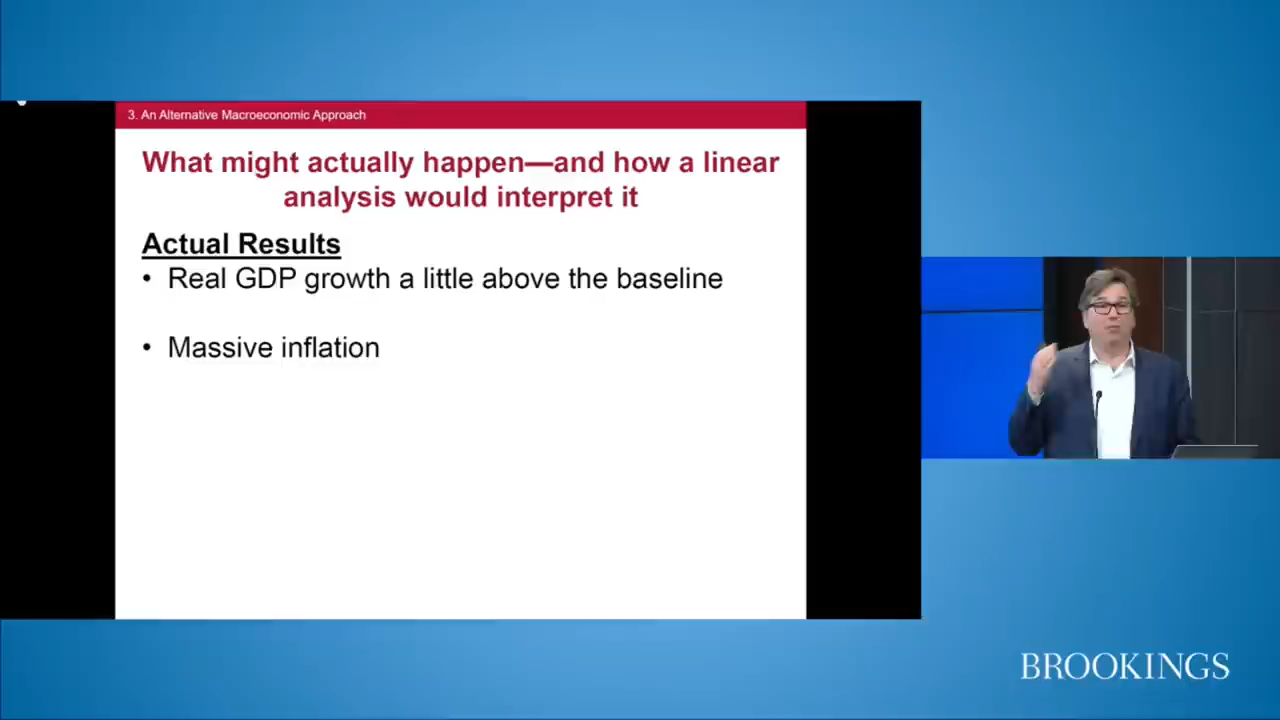 3. An Alternative Macroeconomic Approach
What might actually happen—and how a linear
analysis would interpret it
Actual Results
• Real GDP growth a little above the baseline
• Massive inflation
BROOKINGS